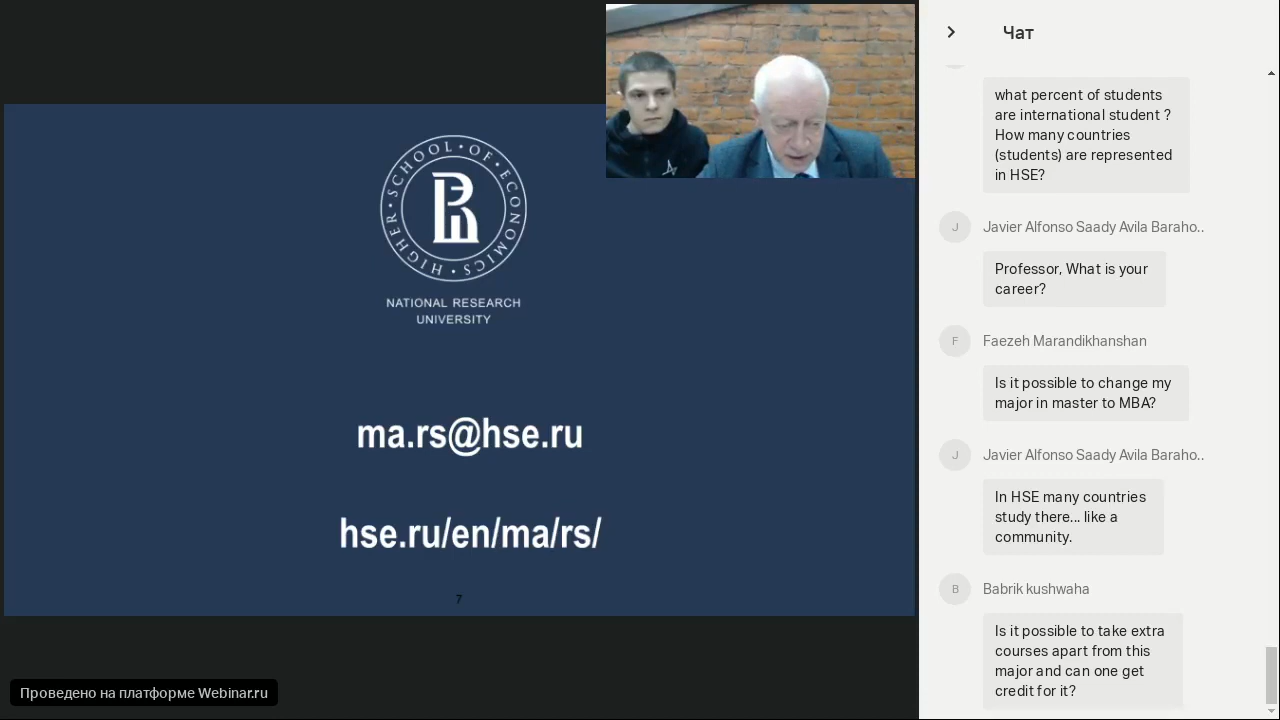 HIGHER • SCHOOL • OF • ECONOMICS •
NATIONAL RESEARCH
UNIVERSITY
ma.rs@hse.ru
hse.ru/en/ma/rs/
7
Проведено на платформе Webinar.ru
Чат
what percent of students
are international student ?
How many countries
(students) are represented
in HSE?
J
Javier Alfonso Saady Avila Baraho..
Professor, What is your
career?
F
Faezeh Marandikhanshan
Is it possible to change my
major in master to MBA?
J
Javier Alfonso Saady Avila Baraho..
In HSE many countries
study there... like a
community.
B
Babrik kushwaha
Is it possible to take extra
courses apart from this
major and can one get
credit for it?